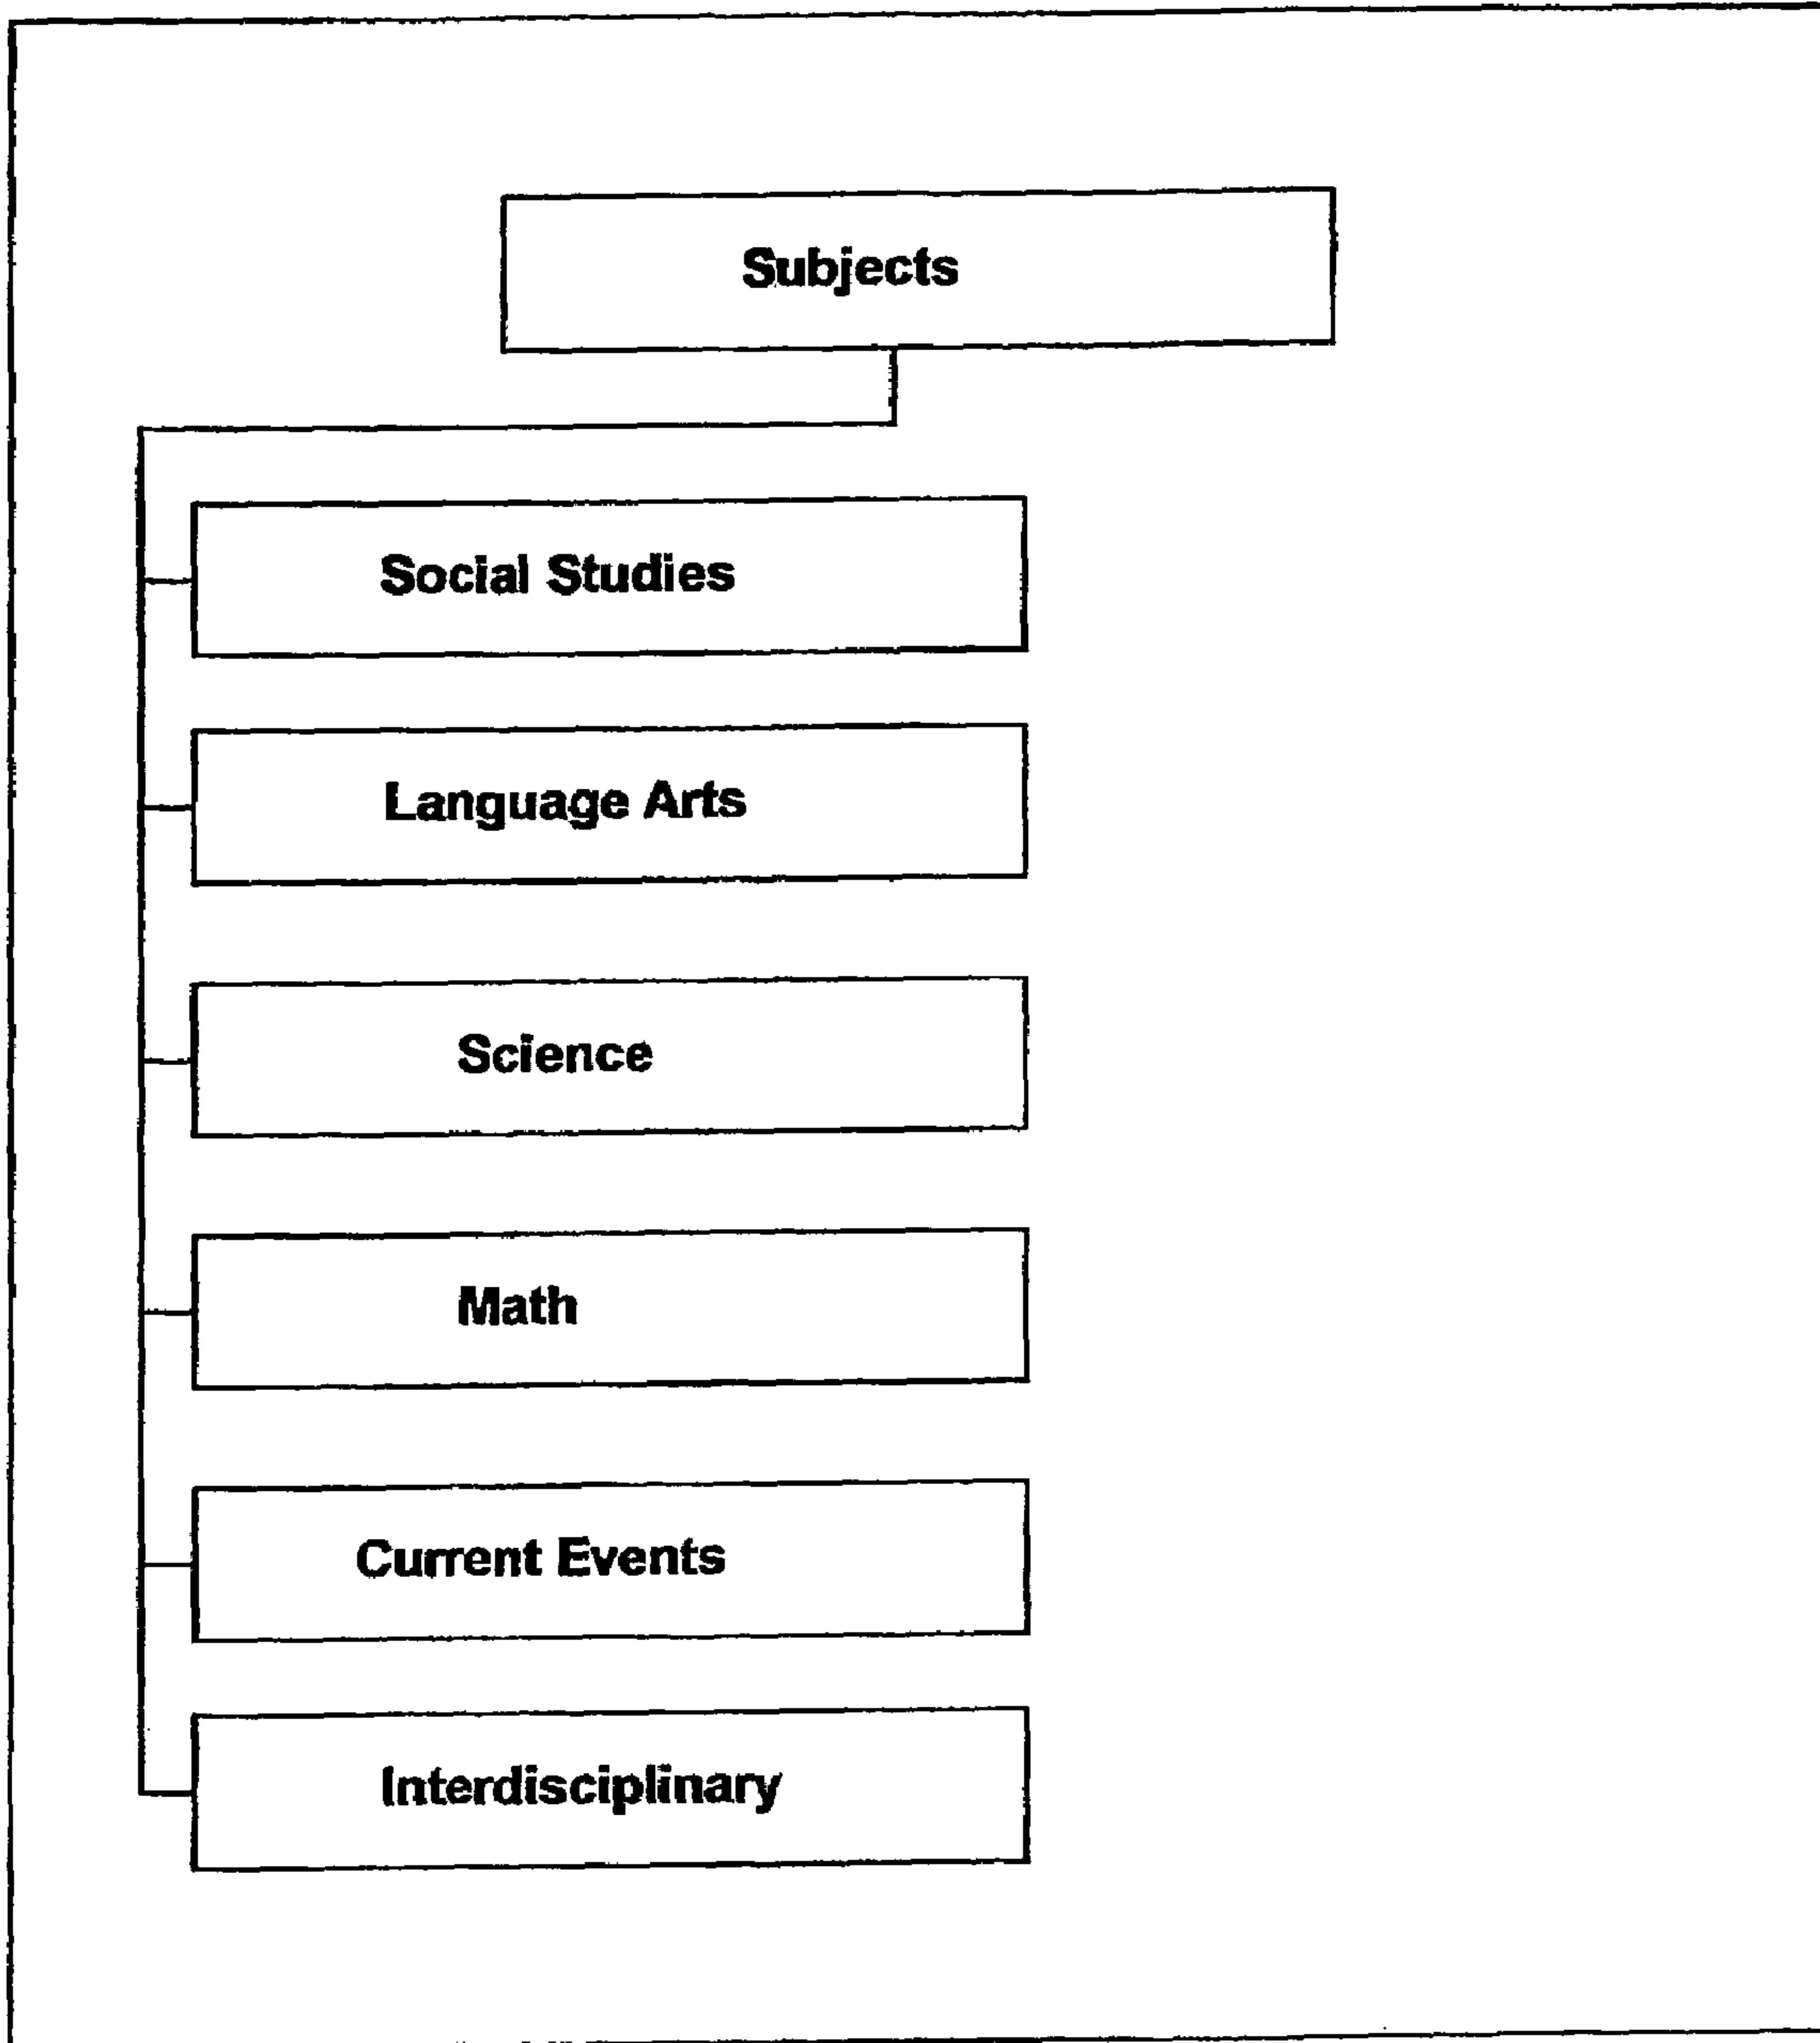 Subjects
Social Studies
Language Arts
Science
Math
Current Events
Interdisciplinary